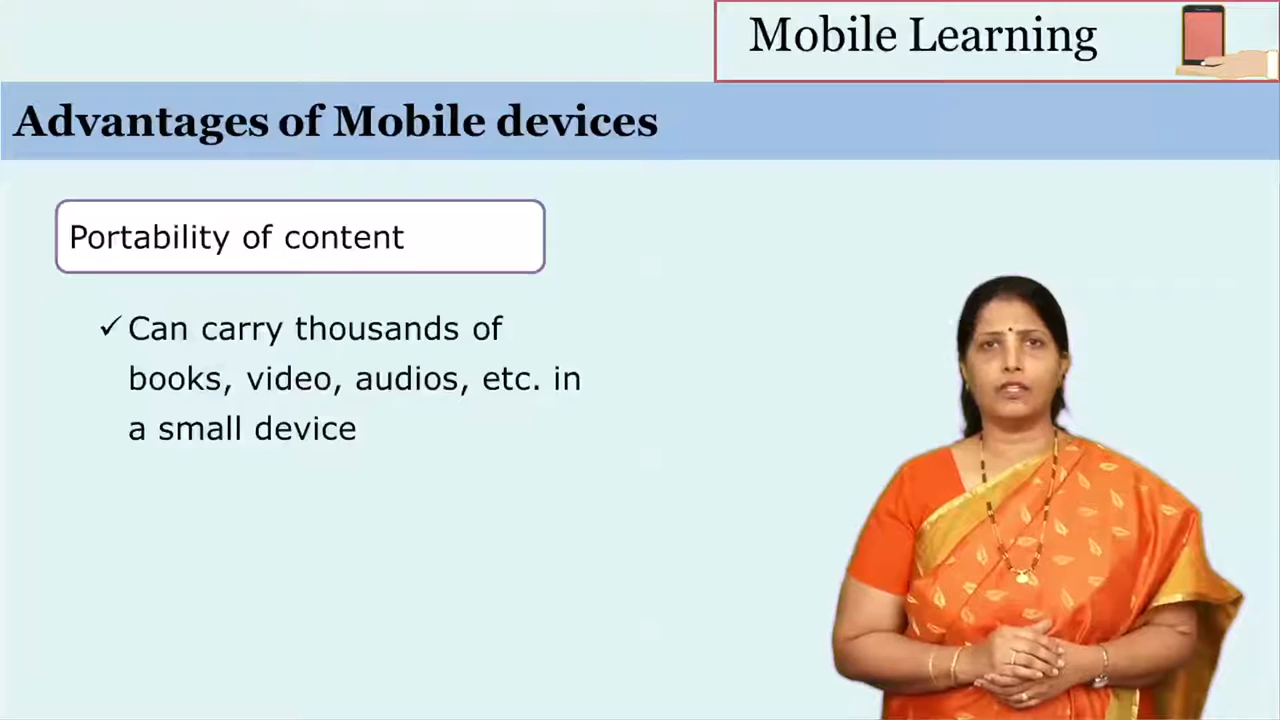 Mobile Learning
Advantages of Mobile devices
Portability of content
✓ Can carry thousands of
books, video, audios, etc. in
a small device